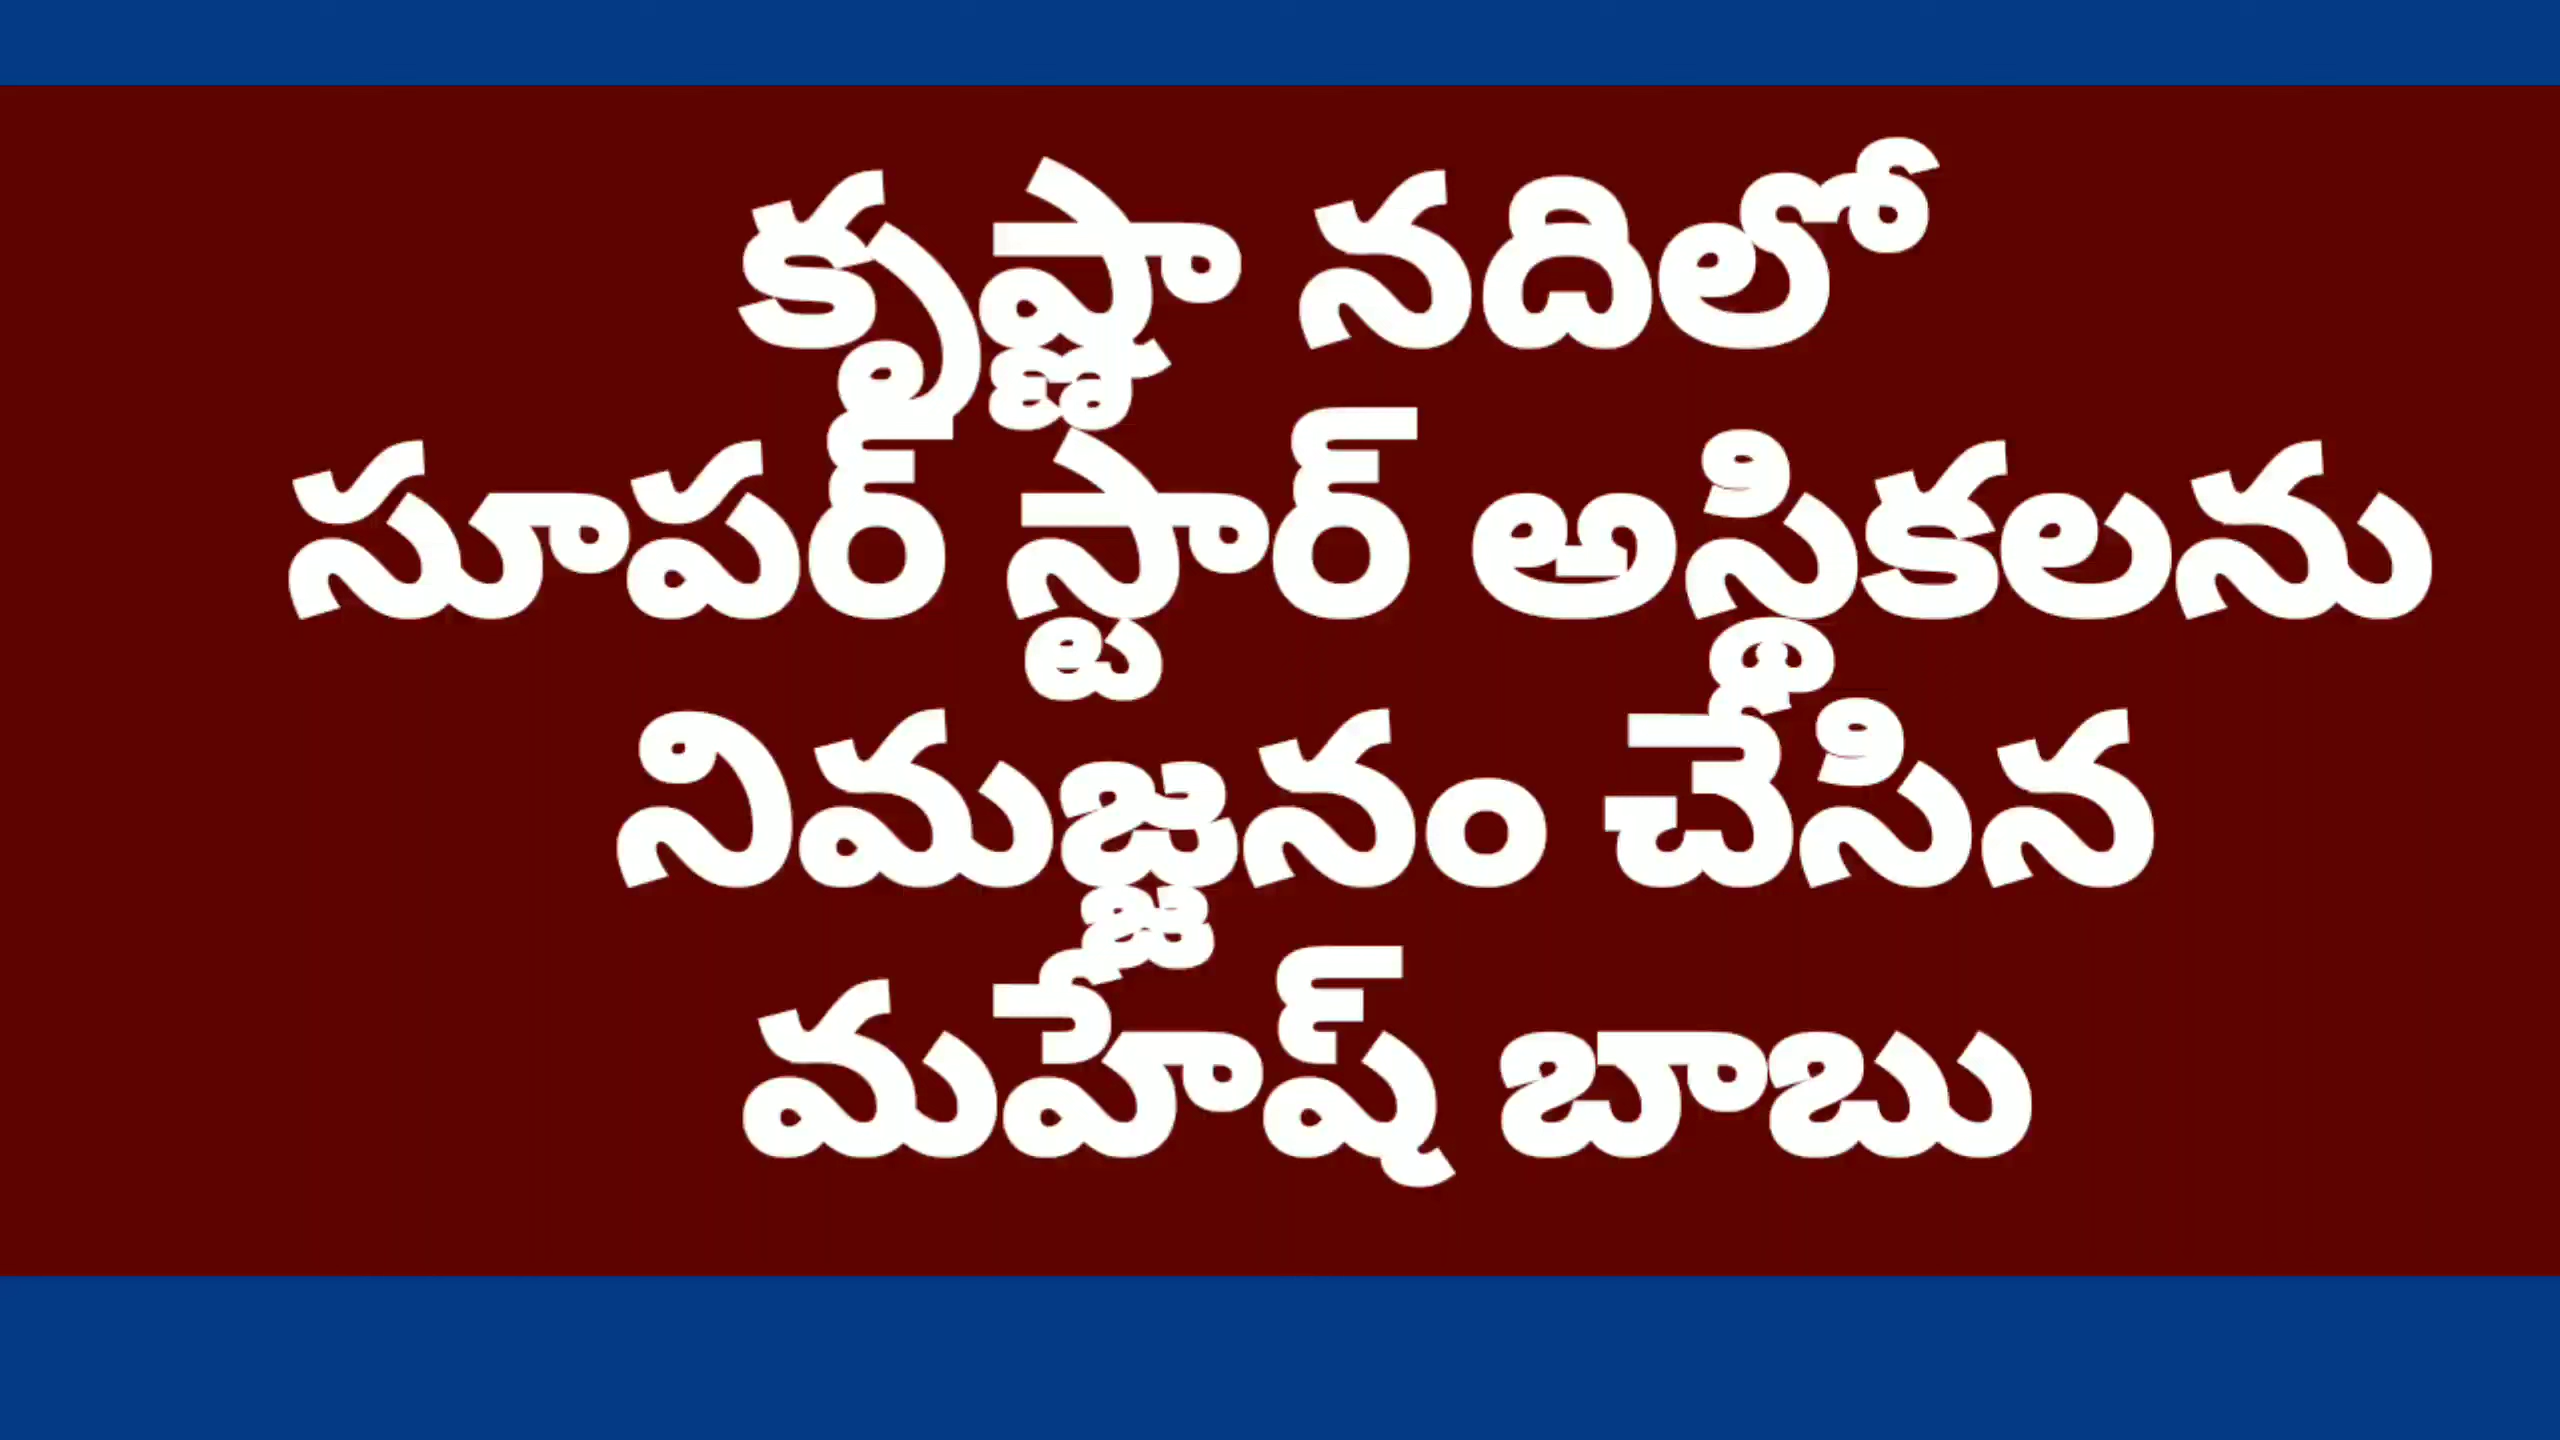 కృష్ణా నదిలో
సూపర్ స్టార్ అస్థికలను
నిమజ్జనం చేసిన
మహేష్ బాబు